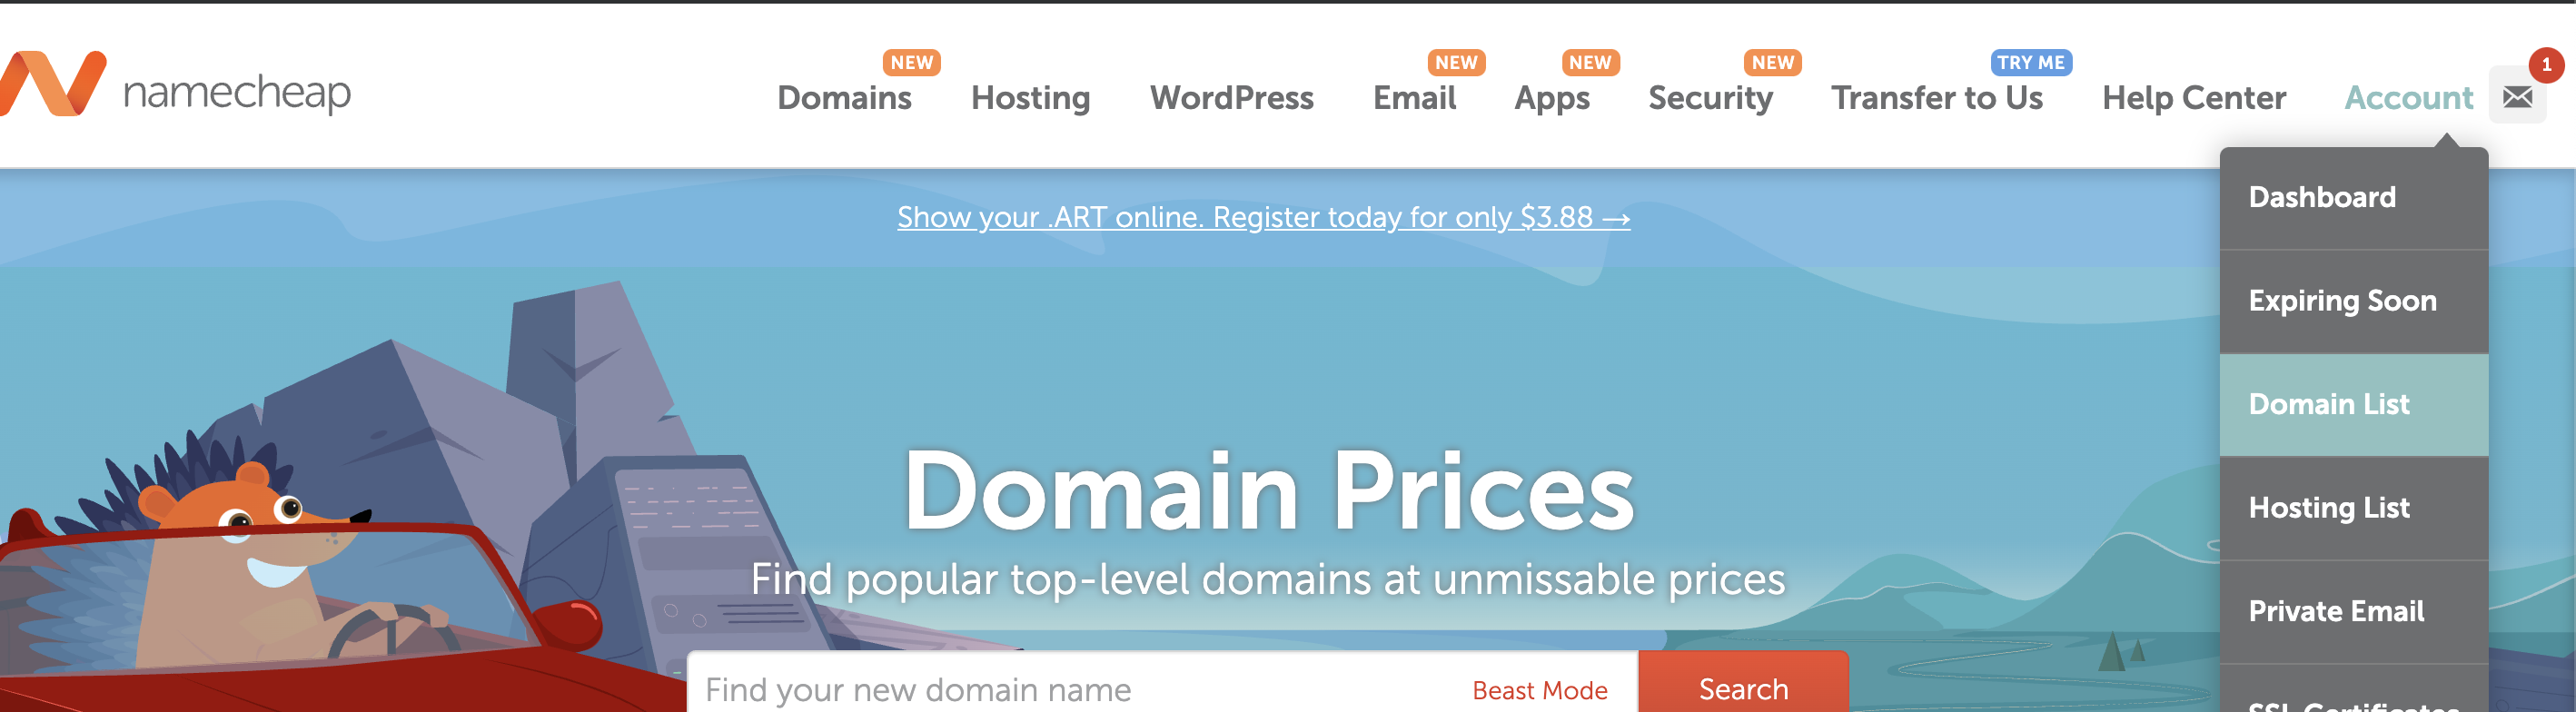 namecheap
NEW NEW NEW NEW TRY ME 1
Domains Hosting WordPress Email Apps Security Transfer to Us Help Center Account
Dashboard
Show your .ART online. Register today for only $3.88 →
Expiring Soon
Domain List
Hosting List
Private Email
SSL Certificates
Domain Prices
Find popular top-level domains at unmissable prices
Find your new domain name Beast Mode Search